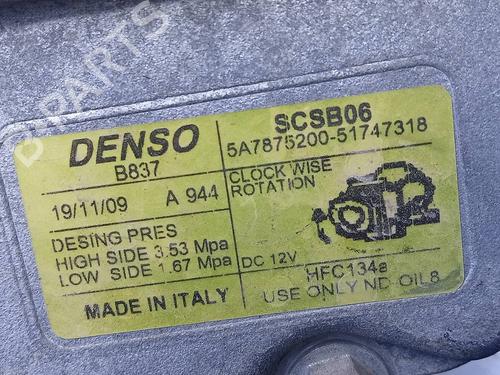 B PARTS
DENSO
B837
19/11/09 A 944
DESING PRES
HIGH SIDE 3.53 Mpa
LOW SIDE 1.67 Mpa
MADE IN ITALY
SCSB06
5A7875200-51747318
CLOCK WISE
ROTATION
DC 12V
HFC134a
USE ONLY ND OIL8